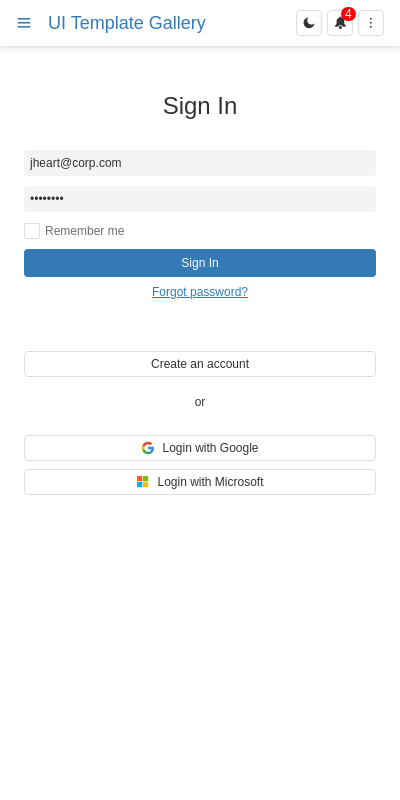 UI Template Gallery
4
Sign In
jheart@corp.com
••••••••
Remember me
Sign In
Forgot password?
Create an account
or
Login with Google
Login with Microsoft